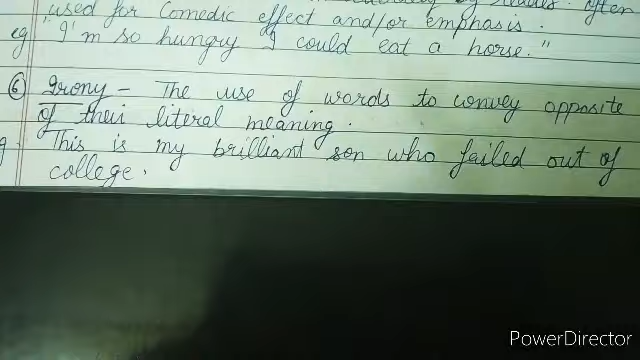 used for Comedic effect and/or emphasis. Often
eg "I'm so hungry I could eat a horse."
6 Irony - The use of words to convey opposite
of their literal meaning.
This is my brilliant son who failed out of
college.
PowerDirector